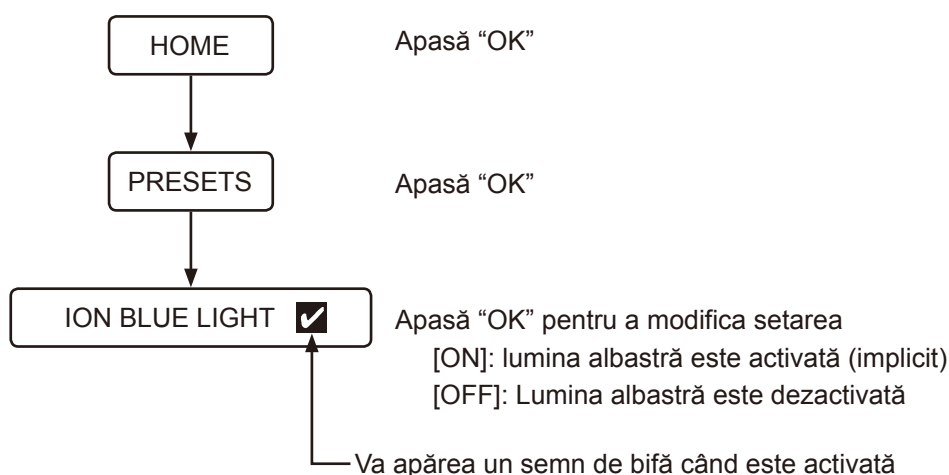 HOME
Apasă “OK”
PRESETS
Apasă “OK”
ION BLUE LIGHT ✔
Apasă “OK” pentru a modifica setarea
[ON]: lumina albastră este activată (implicit)
[OFF]: Lumina albastră este dezactivată
Va apărea un semn de bifă când este activată